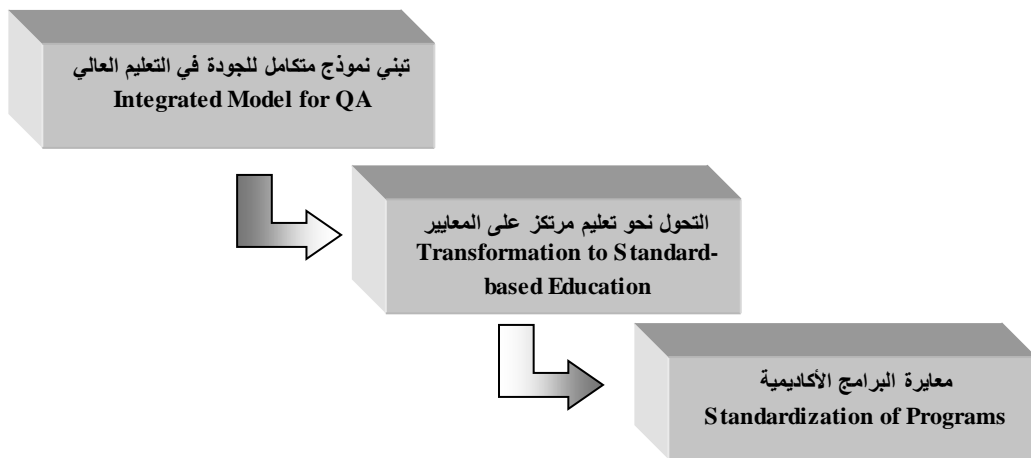 تبني نموذج متكامل للجودة في التعليم العالي
Integrated Model for QA
التحول نحو تعليم مرتكز على المعايير
Transformation to Standard-
based Education
معايرة البرامج الأكاديمية
Standardization of Programs